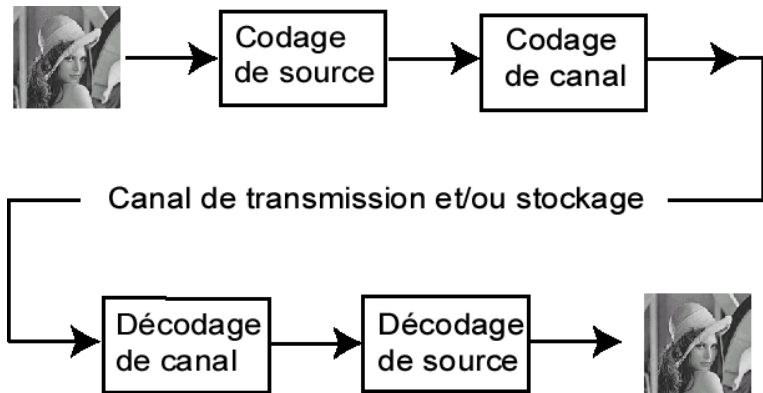 Codage
de source
Codage
de canal
Canal de transmission et/ou stockage
Décodage
de canal
Décodage
de source